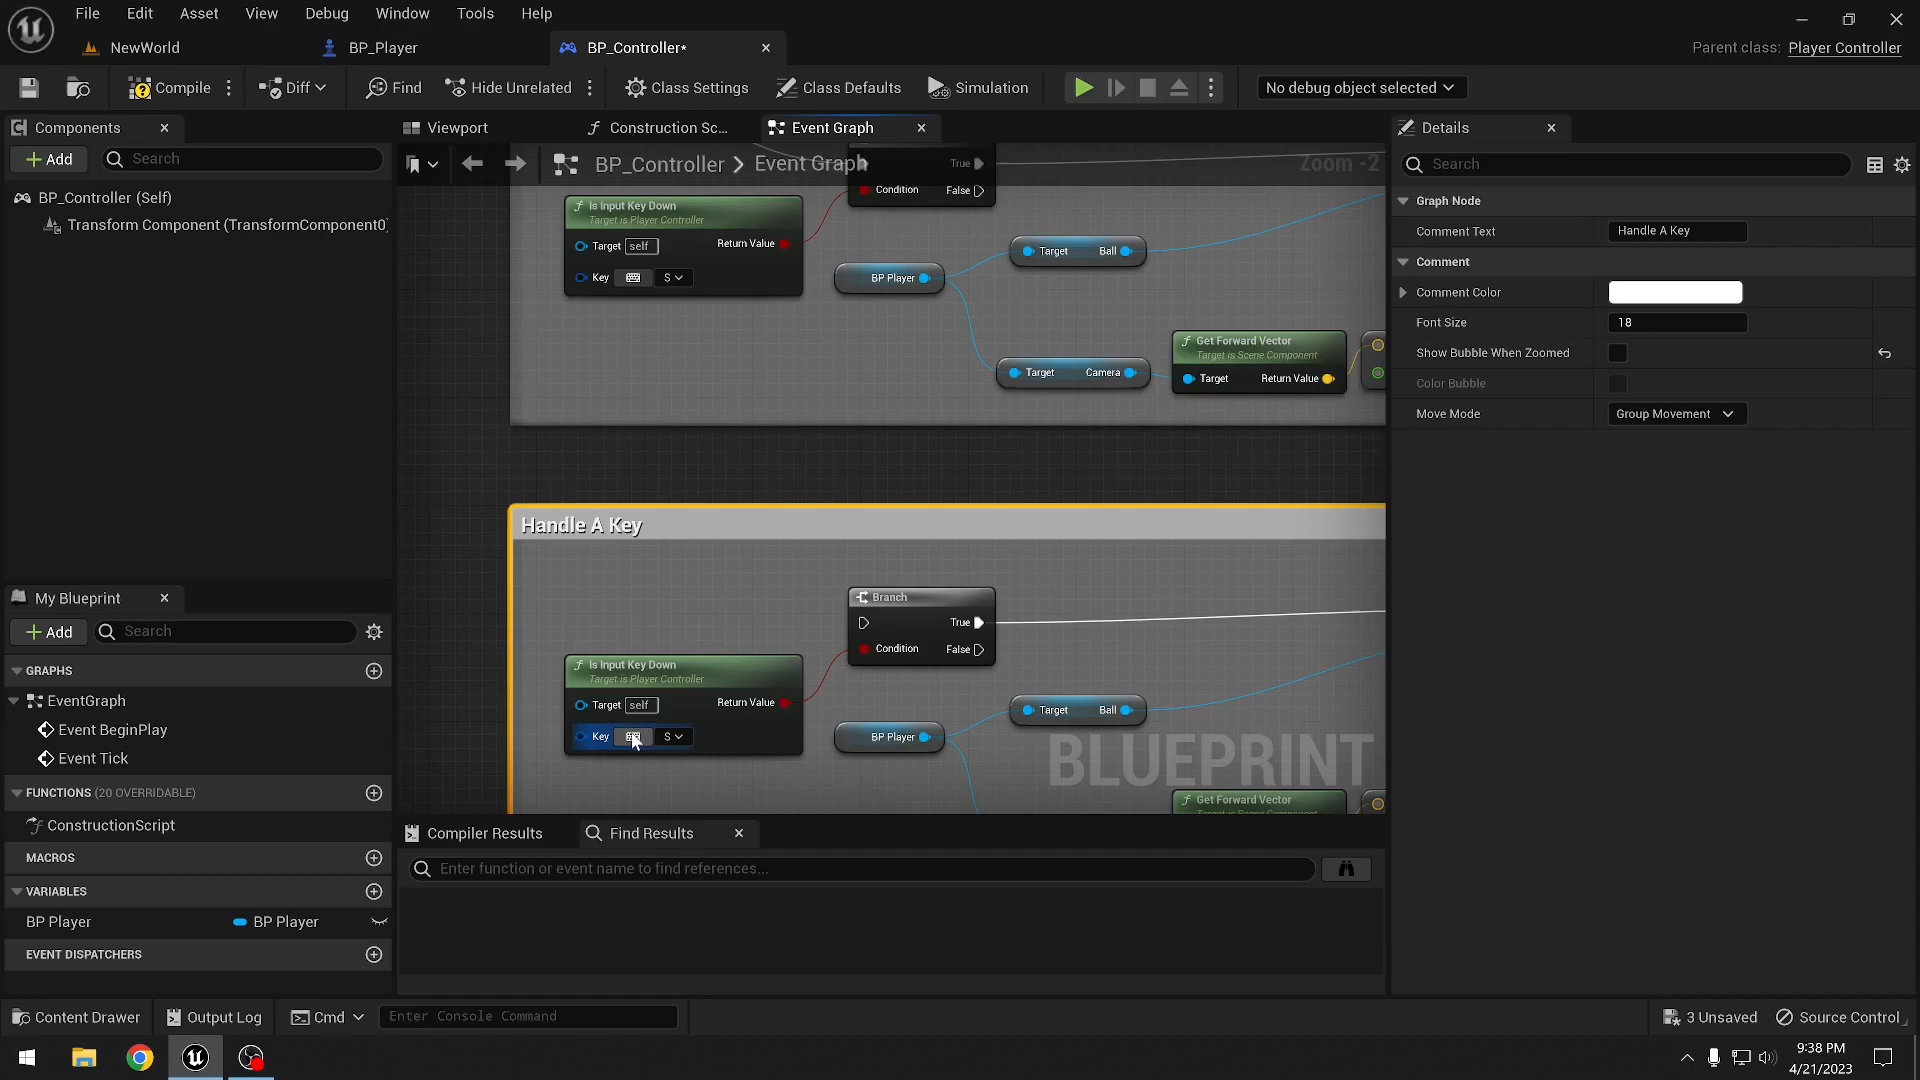 File Edit Asset View Debug Window Tools Help
NewWorld BP_Player BP_Controller* Parent class: Player Controller
Compile Diff Find Hide Unrelated Class Settings Class Defaults Simulation No debug object selected
Components
Add Search
BP_Controller (Self)
Transform Component (TransformComponent0)
My Blueprint
Add Search
GRAPHS
EventGraph
Event BeginPlay
Event Tick
FUNCTIONS (20 OVERRIDABLE)
ConstructionScript
MACROS
VARIABLES
BP Player BP Player
EVENT DISPATCHERS
Viewport Construction Sc... Event Graph
BP_Controller > Event Graph Zoom -2
True
Condition False
Is Input Key Down
Target is Player Controller
Target self Return Value
Key S
BP Player
Target Ball
Target Camera
Get Forward Vector
Target is Scene Component
Target Return Value
Handle A Key
Branch
True
Condition False
Is Input Key Down
Target is Player Controller
Target self Return Value
Key S
BP Player
Target Ball
BLUEPRINT
Get Forward Vector
Target is Scene Component
Compiler Results Find Results
Enter function or event name to find references...
Details
Search
Graph Node
Comment Text Handle A Key
Comment
Comment Color
Font Size 18
Show Bubble When Zoomed
Color Bubble
Move Mode Group Movement
Content Drawer Output Log Cmd Enter Console Command 3 Unsaved Source Control
9:38 PM
4/21/2023